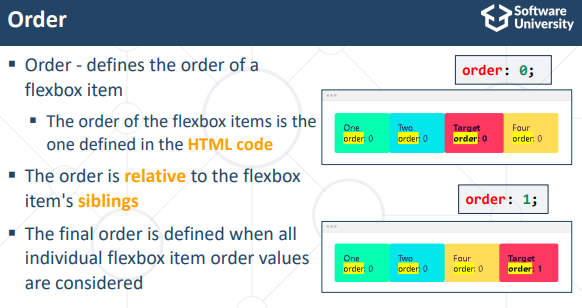 Order
Software
University
Order - defines the order of a
flexbox item
The order of the flexbox items is the
one defined in the HTML code
The order is relative to the flexbox
item's siblings
The final order is defined when all
individual flexbox item order values
are considered
order: 0;
One
order: 0
Two
order: 0
Target
order: 0
Four
order: 0
order: 1;
One
order: 0
Two
order: 0
Four
order: 0
Target
order: 1